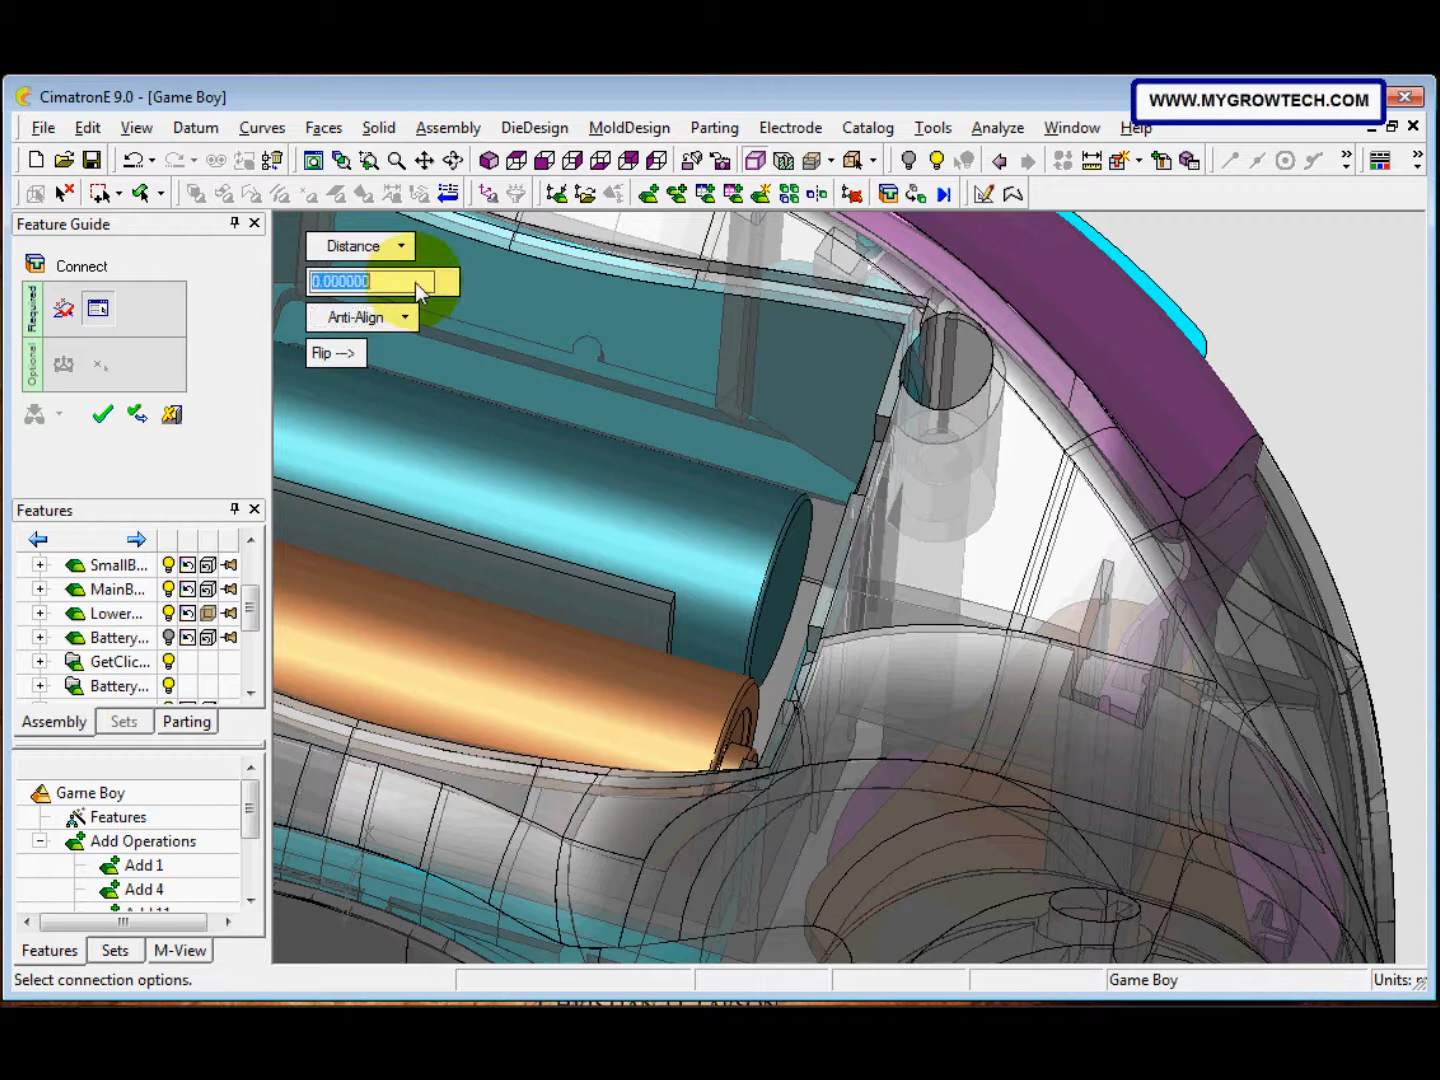 CimatronE 9.0 - [Game Boy]
WWW.MYGROWTECH.COM
File Edit View Datum Curves Faces Solid Assembly DieDesign MoldDesign Parting Electrode Catalog Tools Analyze Window Help
Feature Guide
Connect
Required
Optional
Distance
0.000000
Anti-Align
Flip -->
Features
SmallB...
MainB...
Lower...
Battery...
GetClic...
Battery...
Assembly Sets Parting
Game Boy
Features
Add Operations
Add 1
Add 4
Features Sets M-View
Select connection options.
Game Boy
Units: